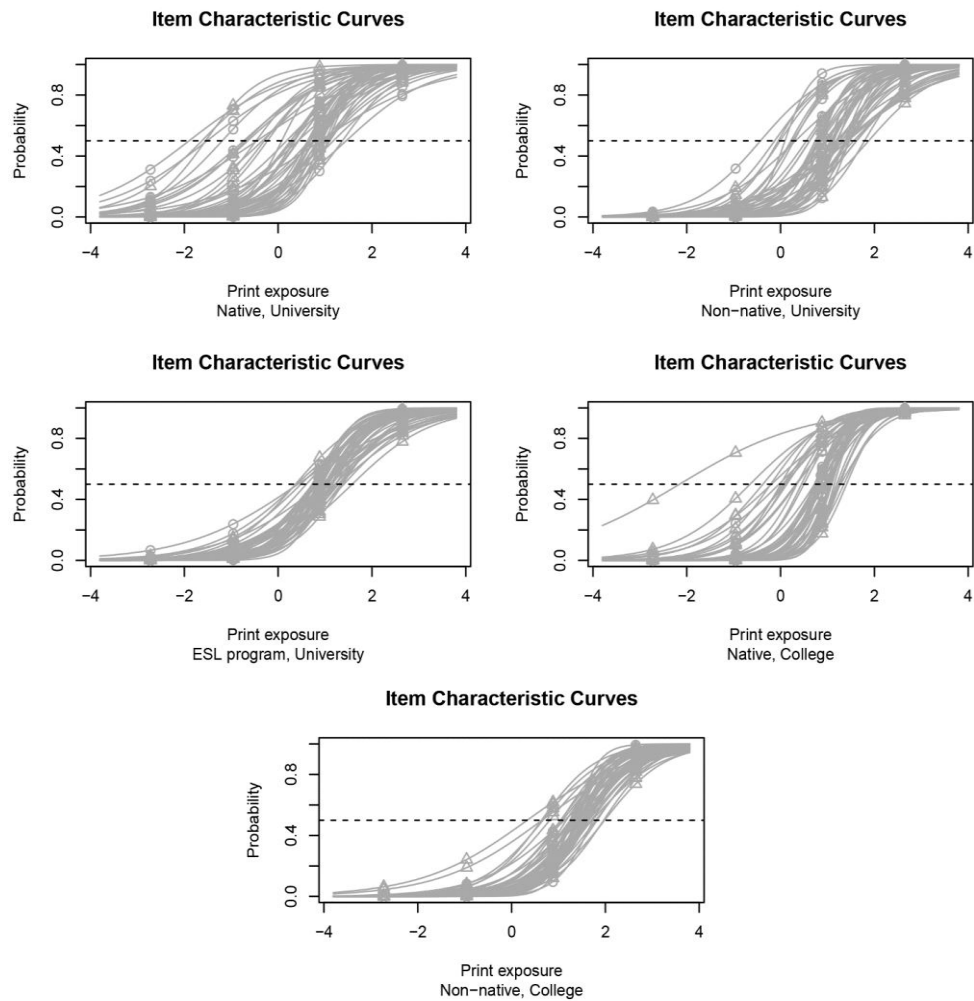 Item Characteristic Curves
Probability
0.8
0.4
0.0
−4 −2 0 2 4
Print exposure
Native, University
Item Characteristic Curves
Probability
0.8
0.4
0.0
−4 −2 0 2 4
Print exposure
Non−native, University
Item Characteristic Curves
Probability
0.8
0.4
0.0
−4 −2 0 2 4
Print exposure
ESL program, University
Item Characteristic Curves
Probability
0.8
0.4
0.0
−4 −2 0 2 4
Print exposure
Native, College
Item Characteristic Curves
Probability
0.8
0.4
0.0
−4 −2 0 2 4
Print exposure
Non−native, College